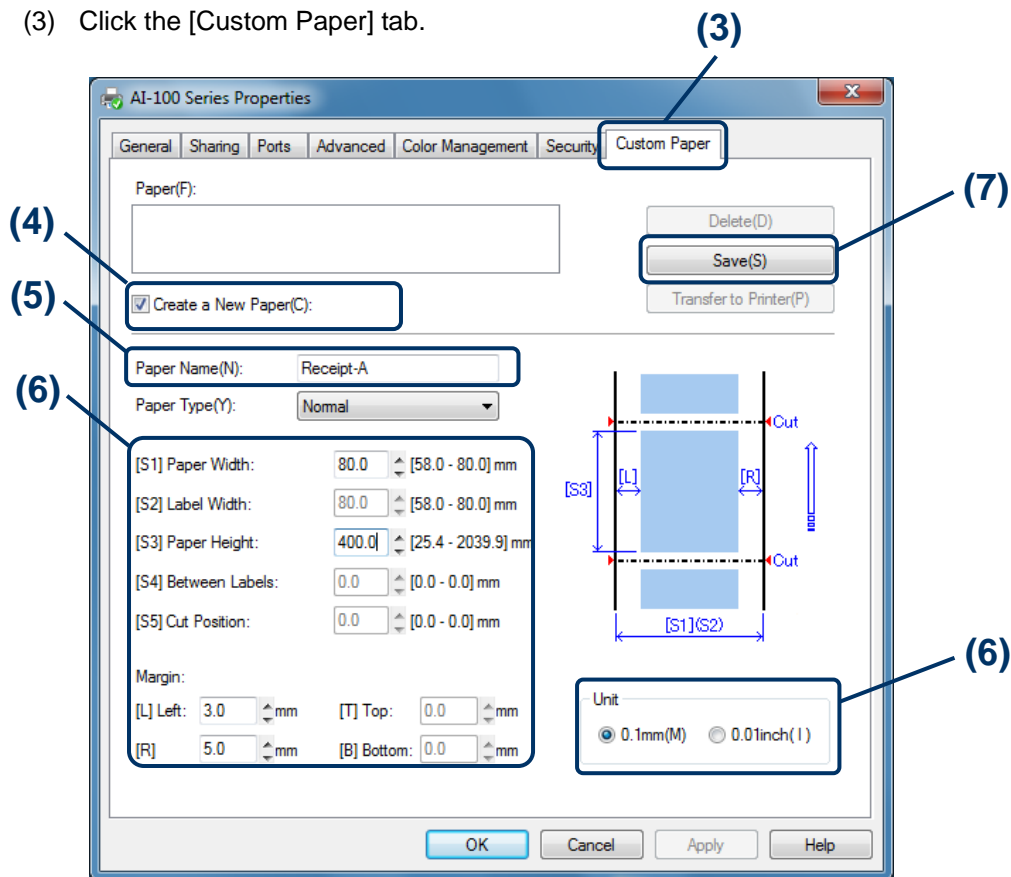 (3) Click the [Custom Paper] tab.
(3)
AI-100 Series Properties
General Sharing Ports Advanced Color Management Security Custom Paper
Paper(F):
(7)
Delete(D)
(4)
Save(S)
(5)
Create a New Paper(C):
Transfer to Printer(P)
Paper Name(N): Receipt-A
(6)
Paper Type(Y): Normal
Cut
[S1] Paper Width: 80.0 [58.0 - 80.0] mm
[S3] [L] [R]
[S2] Label Width: 80.0 [58.0 - 80.0] mm
[S3] Paper Height: 400.0 [25.4 - 2039.9] mm
Cut
[S4] Between Labels: 0.0 [0.0 - 0.0] mm
[S5] Cut Position: 0.0 [0.0 - 0.0] mm
[S1](S2)
(6)
Margin:
Unit
[L] Left: 3.0 mm [T] Top: 0.0 mm
0.1mm(M) 0.01inch( I )
[R] 5.0 mm [B] Bottom: 0.0 mm
OK Cancel Apply Help